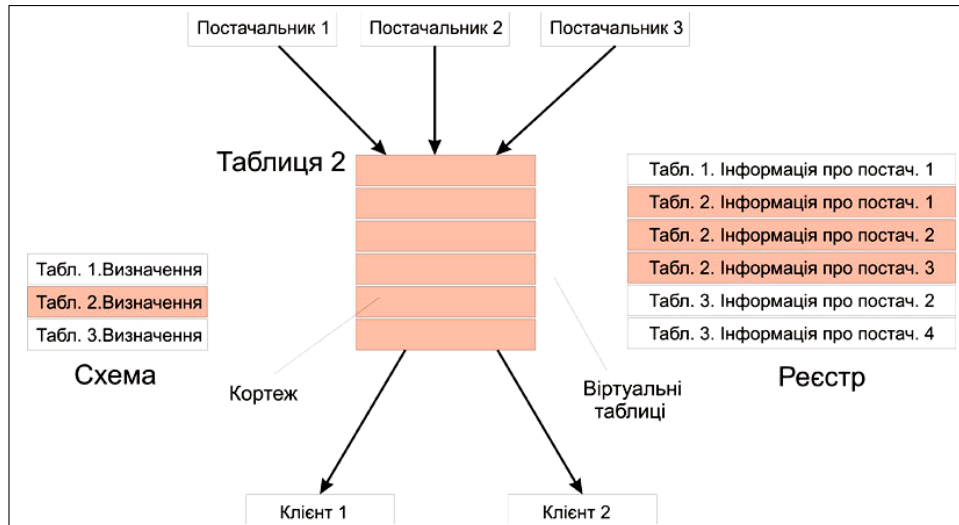 Постачальник 1
Постачальник 2
Постачальник 3
Таблиця 2
Табл. 1. Інформація про постач. 1
Табл. 2. Інформація про постач. 1
Табл. 2. Інформація про постач. 2
Табл. 2. Інформація про постач. 3
Табл. 3. Інформація про постач. 2
Табл. 3. Інформація про постач. 4
Реєстр
Табл. 1.Визначення
Табл. 2.Визначення
Табл. 3.Визначення
Схема
Кортеж
Віртуальні
таблиці
Клієнт 1
Клієнт 2